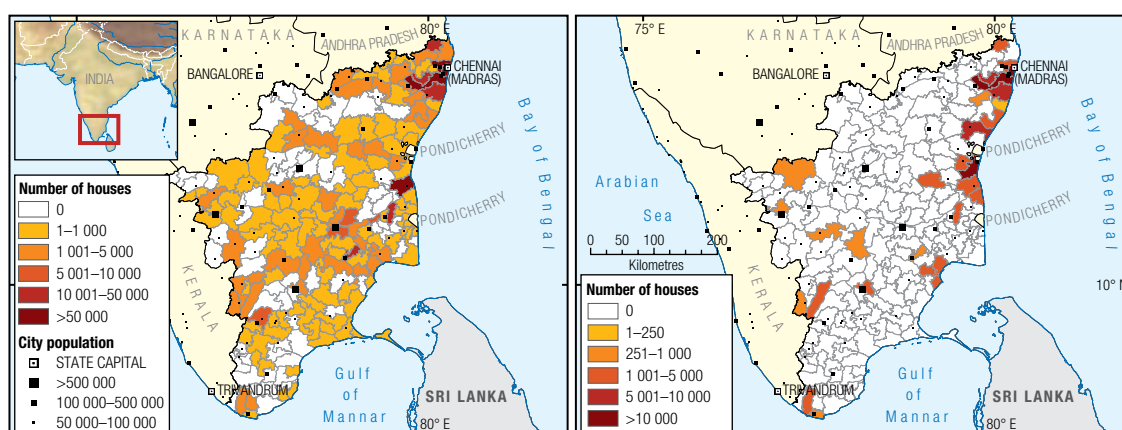 80° E
KARNATAKA
ANDHRA PRADESH
INDIA
BANGALORE
CHENNAI
(MADRAS)
PONDICHERRY
Bay of Bengal
PONDICHERRY
Number of houses
0
1–1 000
1 001–5 000
5 001–10 000
10 001–50 000
>50 000
City population
STATE CAPITAL
>500 000
100 000–500 000
50 000–100 000
KERALA
TRIVANDRUM
Gulf
of
Mannar
SRI LANKA
80° E
75° E
80° E
KARNATAKA
ANDHRA PRADESH
BANGALORE
CHENNAI
(MADRAS)
PONDICHERRY
Bay of Bengal
Arabian
Sea
PONDICHERRY
0 50 100 200
Kilometres
10° N
Number of houses
0
1–250
251–1 000
1 001–5 000
5 001–10 000
>10 000
KERALA
TRIVANDRUM
Gulf
of
Mannar
SRI LANKA
80° E